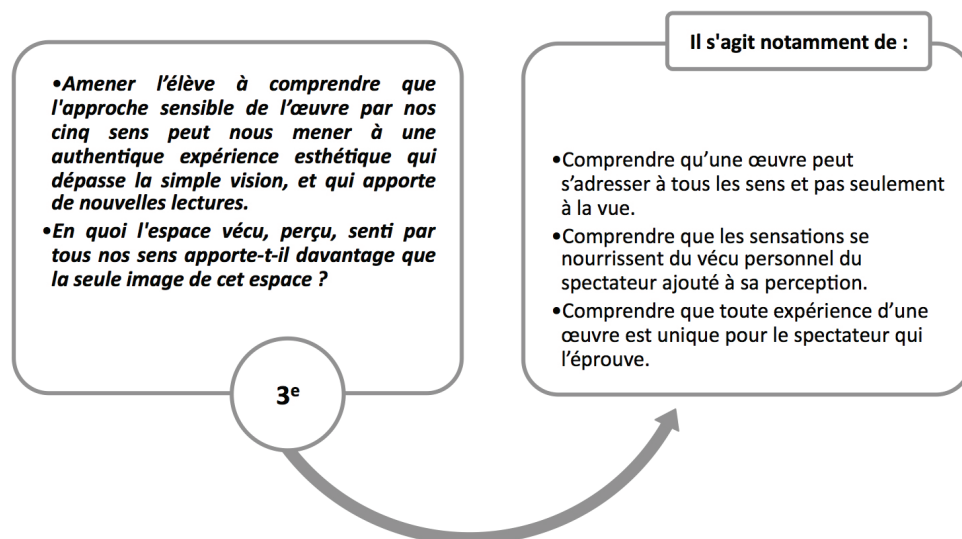 •Amener l’élève à comprendre que
l'approche sensible de l’œuvre par nos
cinq sens peut nous mener à une
authentique expérience esthétique qui
dépasse la simple vision, et qui apporte
de nouvelles lectures.
•En quoi l'espace vécu, perçu, senti par
tous nos sens apporte-t-il davantage que
la seule image de cet espace ?
3e
Il s'agit notamment de :
•Comprendre qu’une œuvre peut
s’adresser à tous les sens et pas seulement
à la vue.
•Comprendre que les sensations se
nourrissent du vécu personnel du
spectateur ajouté à sa perception.
•Comprendre que toute expérience d’une
œuvre est unique pour le spectateur qui
l’éprouve.